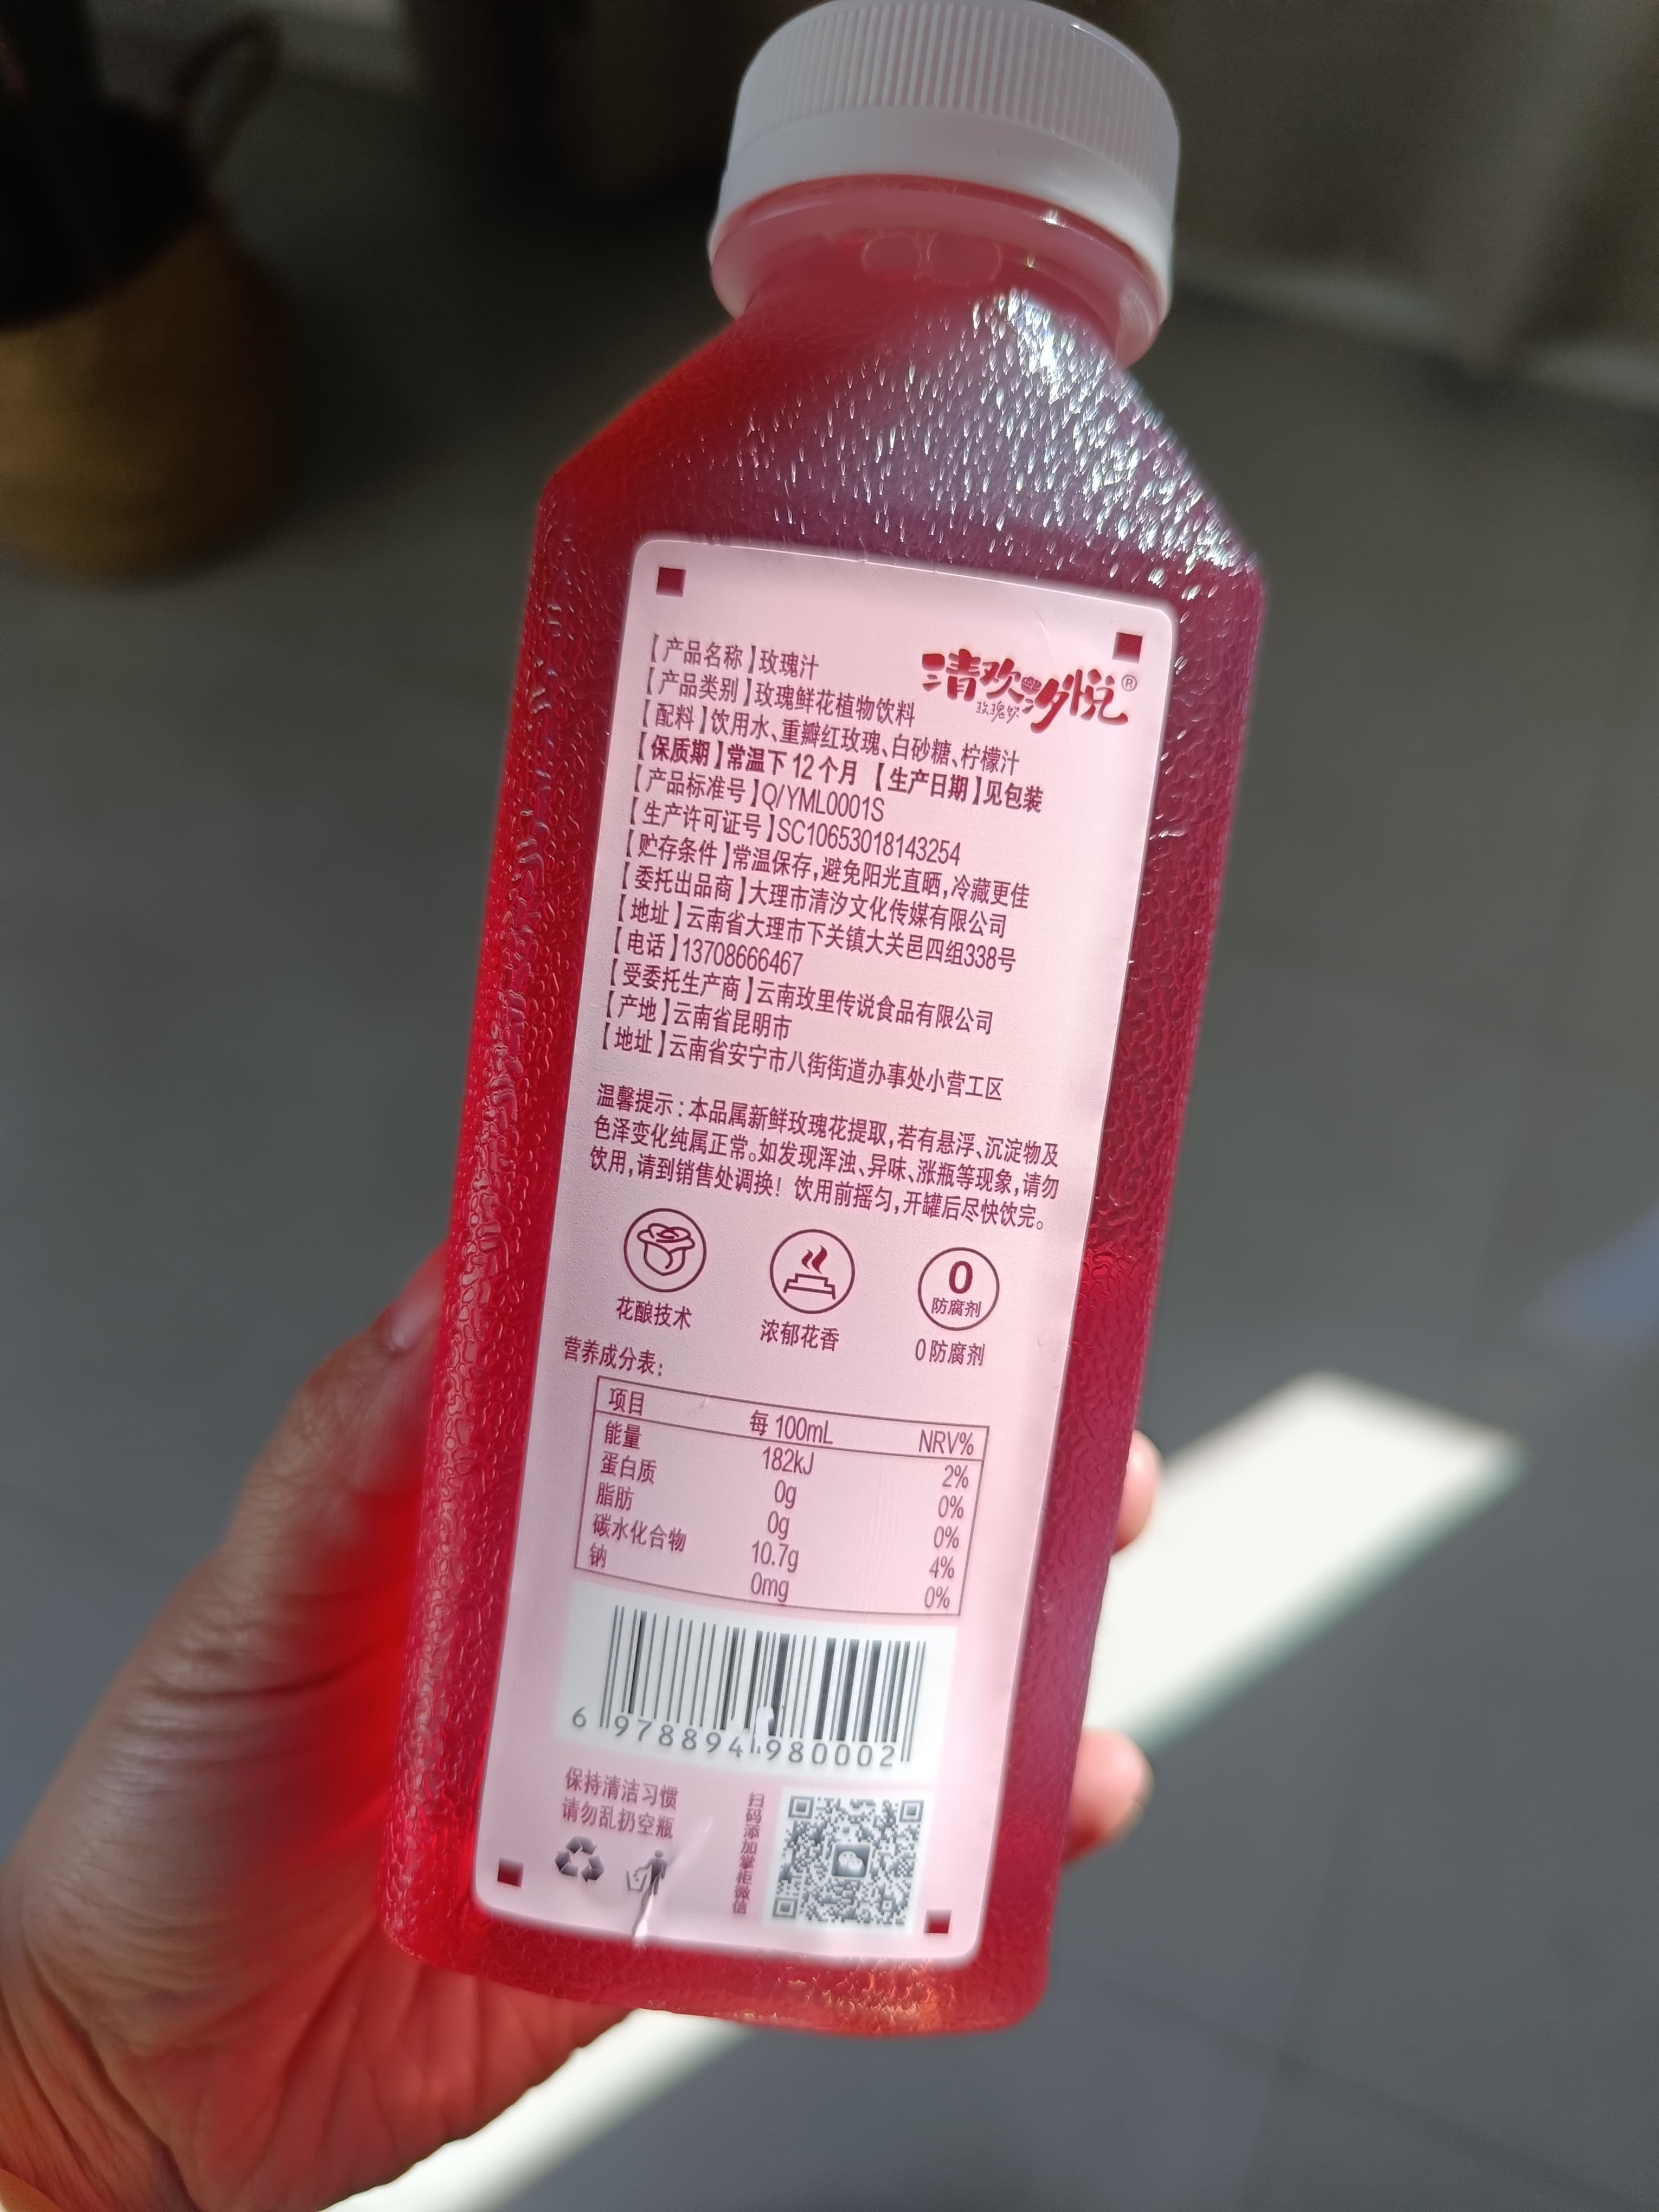 清欢汐悦®
玫瑰饮
【产品名称】玫瑰汁
【产品类别】玫瑰鲜花植物饮料
【配料】饮用水、重瓣红玫瑰、白砂糖、柠檬汁
【保质期】常温下12个月 【生产日期】见包装
【产品标准号】Q/YML0001S
【生产许可证号】SC10653018143254
【贮存条件】常温保存,避免阳光直晒,冷藏更佳
【委托出品商】大理市清汐文化传媒有限公司
【地址】云南省大理市下关镇大关邑四组338号
【电话】13708666467
【受委托生产商】云南玫里传说食品有限公司
【产地】云南省昆明市
【地址】云南省安宁市八街街道办事处小营工区
温馨提示:本品属新鲜玫瑰花提取,若有悬浮、沉淀物及
色泽变化纯属正常。如发现浑浊、异味、涨瓶等现象,请勿
饮用,请到销售处调换!饮用前摇匀,开罐后尽快饮完。
0
防腐剂
花酿技术 浓郁花香 0防腐剂
营养成分表:
项目 每100mL NRV%
能量 182kJ 2%
蛋白质 0g 0%
脂肪 0g 0%
碳水化合物 10.7g 4%
钠 0mg 0%
6 978894 980002
保持清洁习惯
请勿乱扔空瓶
扫码添加掌柜微信